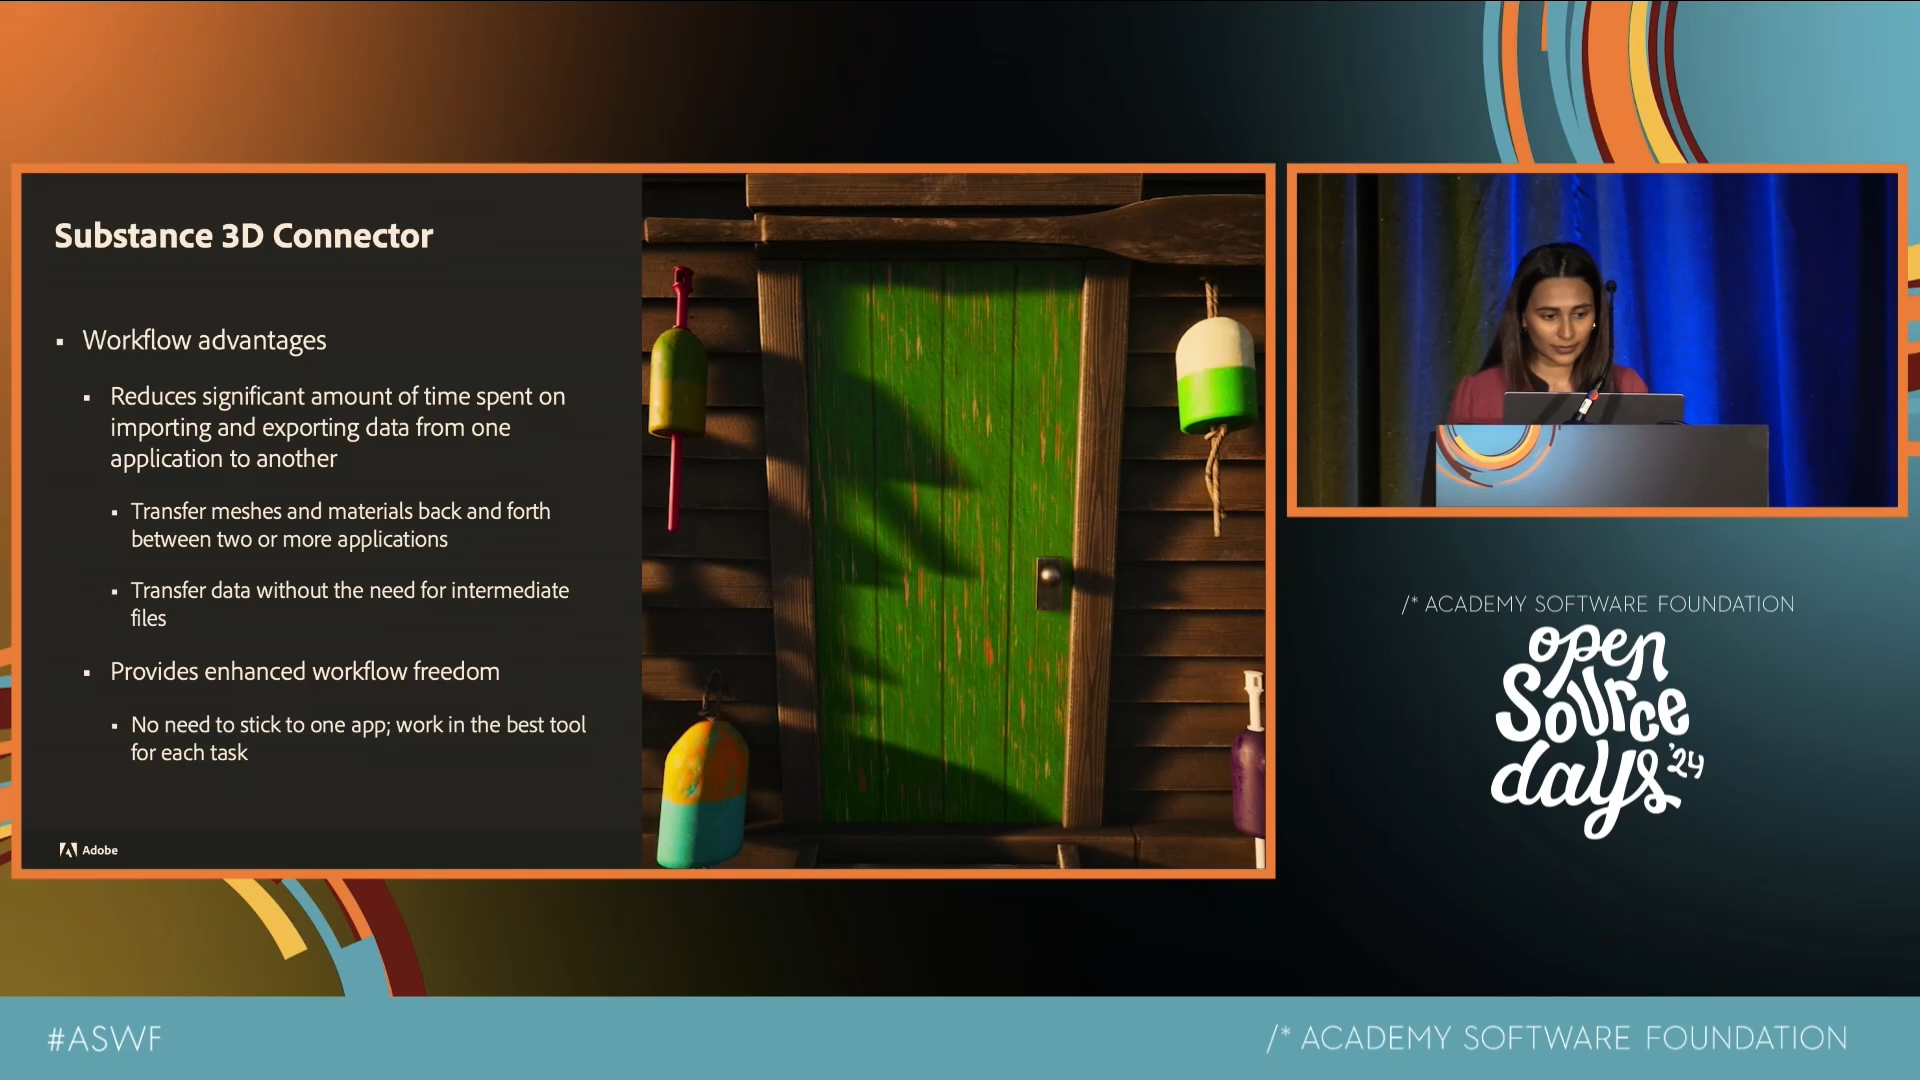 Substance 3D Connector
▪ Workflow advantages
▪ Reduces significant amount of time spent on
importing and exporting data from one
application to another
▪ Transfer meshes and materials back and forth
between two or more applications
▪ Transfer data without the need for intermediate
files
▪ Provides enhanced workflow freedom
▪ No need to stick to one app; work in the best tool
for each task
Adobe
/* ACADEMY SOFTWARE FOUNDATION
open
source
days '24
#ASWF
/* ACADEMY SOFTWARE FOUNDATION